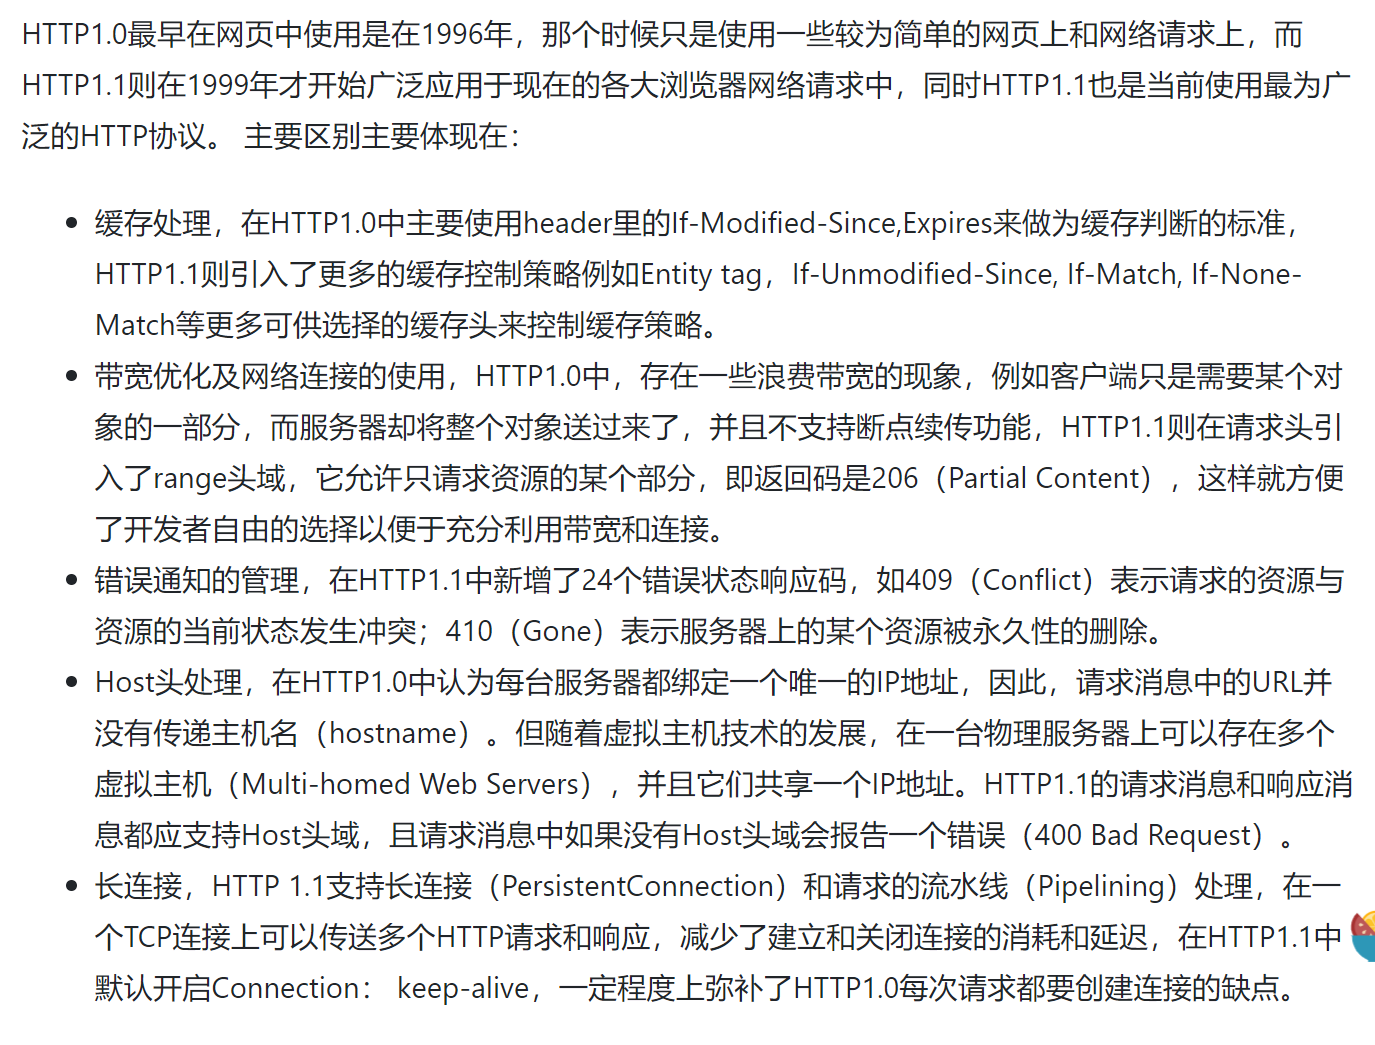 HTTP1.0最早在网页中使用是在1996年，那个时候只是使用一些较为简单的网页上和网络请求上，而
HTTP1.1则在1999年才开始广泛应用于现在的各大浏览器网络请求中，同时HTTP1.1也是当前使用最为广
泛的HTTP协议。 主要区别主要体现在：
• 缓存处理，在HTTP1.0中主要使用header里的If-Modified-Since,Expires来做为缓存判断的标准，
HTTP1.1则引入了更多的缓存控制策略例如Entity tag，If-Unmodified-Since, If-Match, If-None-
Match等更多可供选择的缓存头来控制缓存策略。
• 带宽优化及网络连接的使用，HTTP1.0中，存在一些浪费带宽的现象，例如客户端只是需要某个对
象的一部分，而服务器却将整个对象送过来了，并且不支持断点续传功能，HTTP1.1则在请求头引
入了range头域，它允许只请求资源的某个部分，即返回码是206（Partial Content），这样就方便
了开发者自由的选择以便于充分利用带宽和连接。
• 错误通知的管理，在HTTP1.1中新增了24个错误状态响应码，如409（Conflict）表示请求的资源与
资源的当前状态发生冲突；410（Gone）表示服务器上的某个资源被永久性的删除。
• Host头处理，在HTTP1.0中认为每台服务器都绑定一个唯一的IP地址，因此，请求消息中的URL并
没有传递主机名（hostname）。但随着虚拟主机技术的发展，在一台物理服务器上可以存在多个
虚拟主机（Multi-homed Web Servers），并且它们共享一个IP地址。HTTP1.1的请求消息和响应消
息都应支持Host头域，且请求消息中如果没有Host头域会报告一个错误（400 Bad Request）。
• 长连接，HTTP 1.1支持长连接（PersistentConnection）和请求的流水线（Pipelining）处理，在一
个TCP连接上可以传送多个HTTP请求和响应，减少了建立和关闭连接的消耗和延迟，在HTTP1.1中
默认开启Connection： keep-alive，一定程度上弥补了HTTP1.0每次请求都要创建连接的缺点。